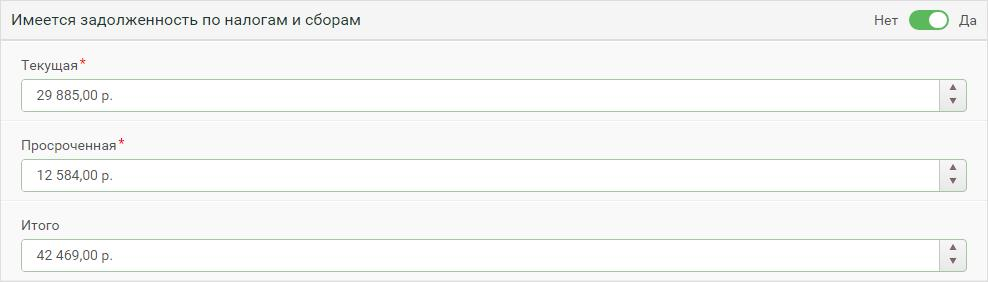 Имеется задолженность по налогам и сборам Нет Да
Текущая*
29 885,00 р.
Просроченная*
12 584,00 р.
Итого
42 469,00 р.